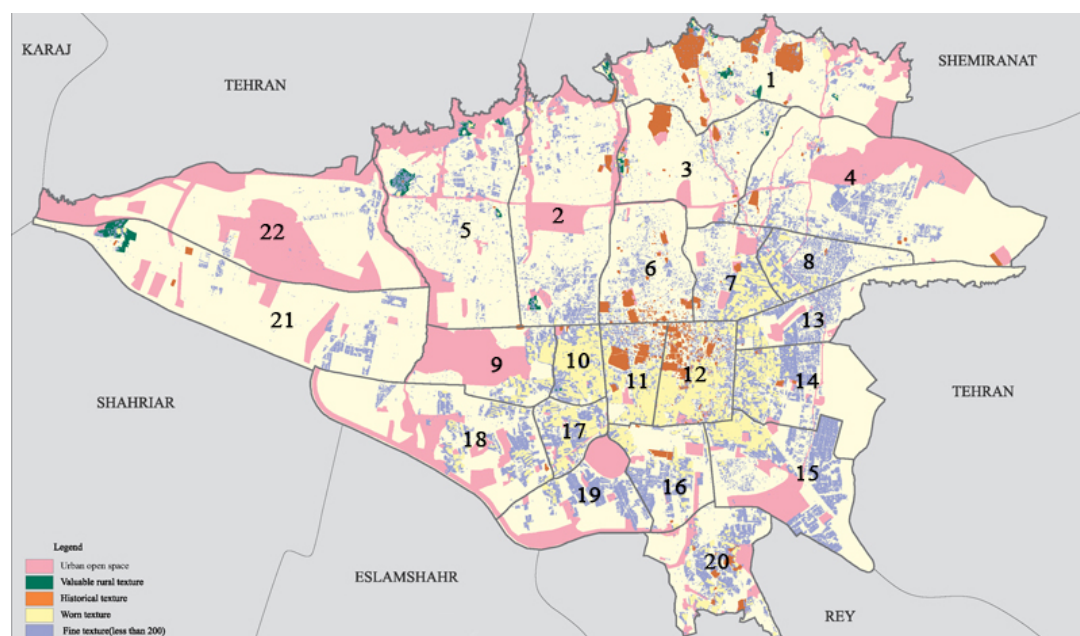 KARAJ
TEHRAN
SHEMIRANAT
1
3
4
2
5
22
6
7
8
21
13
9
10
11
12
14
SHAHRIAR
TEHRAN
18
17
15
19
16
20
ESLAMSHAHR
REY
Legend
Urban open space
Valuable rural texture
Historical texture
Worn texture
Fine texture(less than 200)